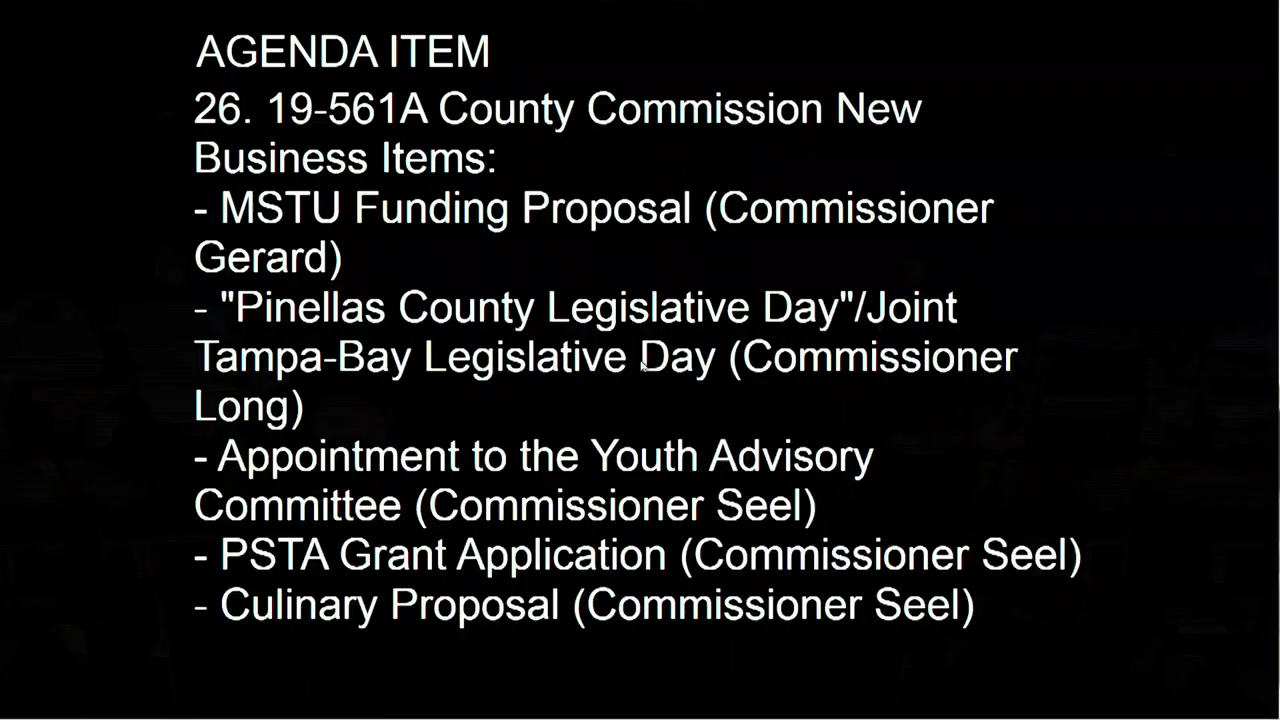 AGENDA ITEM
26. 19-561A County Commission New
Business Items:
- MSTU Funding Proposal (Commissioner
Gerard)
- "Pinellas County Legislative Day"/Joint
Tampa-Bay Legislative Day (Commissioner
Long)
- Appointment to the Youth Advisory
Committee (Commissioner Seel)
- PSTA Grant Application (Commissioner Seel)
- Culinary Proposal (Commissioner Seel)